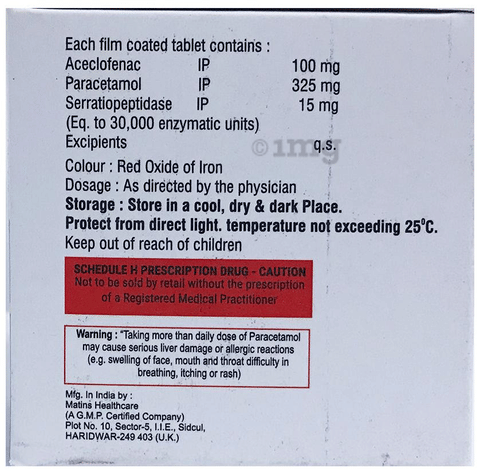 Each film coated tablet contains :
Aceclofenac IP 100 mg
Paracetamol IP 325 mg
Serratiopeptidase IP 15 mg
(Eq. to 30,000 enzymatic units)
Excipients q.s.
©1mg
Colour : Red Oxide of Iron
Dosage : As directed by the physician
Storage : Store in a cool, dry & dark Place.
Protect from direct light. temperature not exceeding 25⁰C.
Keep out of reach of children
SCHEDULE H PRESCRIPTION DRUG - CAUTION
Not to be sold by retail without the prescription
of a Registered Medical Practitioner
Warning : "Taking more than daily dose of Paracetamol
may cause serious liver damage or allergic reactions
(e.g. swelling of face, mouth and throat difficulty in
breathing, itching or rash)
Mfg. In India by :
Matins Healthcare
(A G.M.P. Certified Company)
Plot No. 10, Sector-5, I.I.E., Sidcul,
HARIDWAR-249 403 (U.K.)